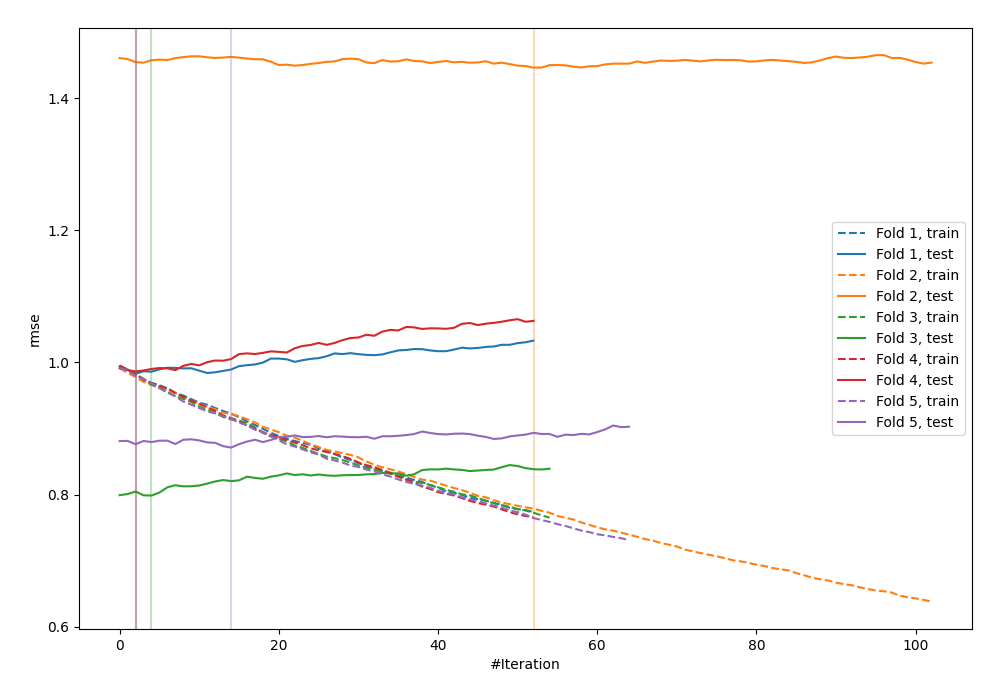 1.4
1.2
1.0
0.8
0.6
rmse
0 20 40 60 80 100
#Iteration
Fold 1, train
Fold 1, test
Fold 2, train
Fold 2, test
Fold 3, train
Fold 3, test
Fold 4, train
Fold 4, test
Fold 5, train
Fold 5, test